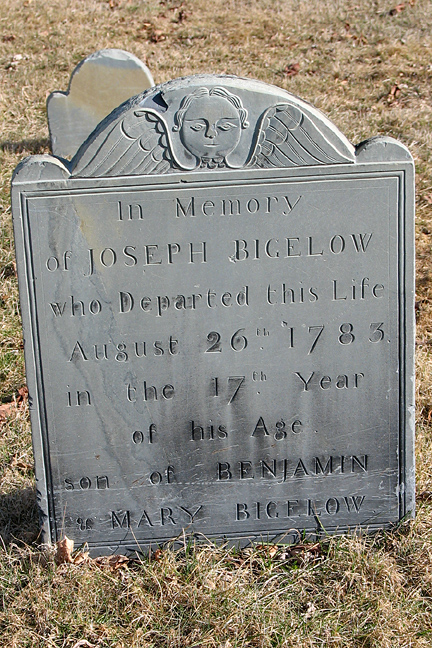 In Memory
of JOSEPH BIGELOW
who Departed this Life
August 26th 1783.
in the 17th Year
of his Age.
son of BENJAMIN
& MARY BIGELOW